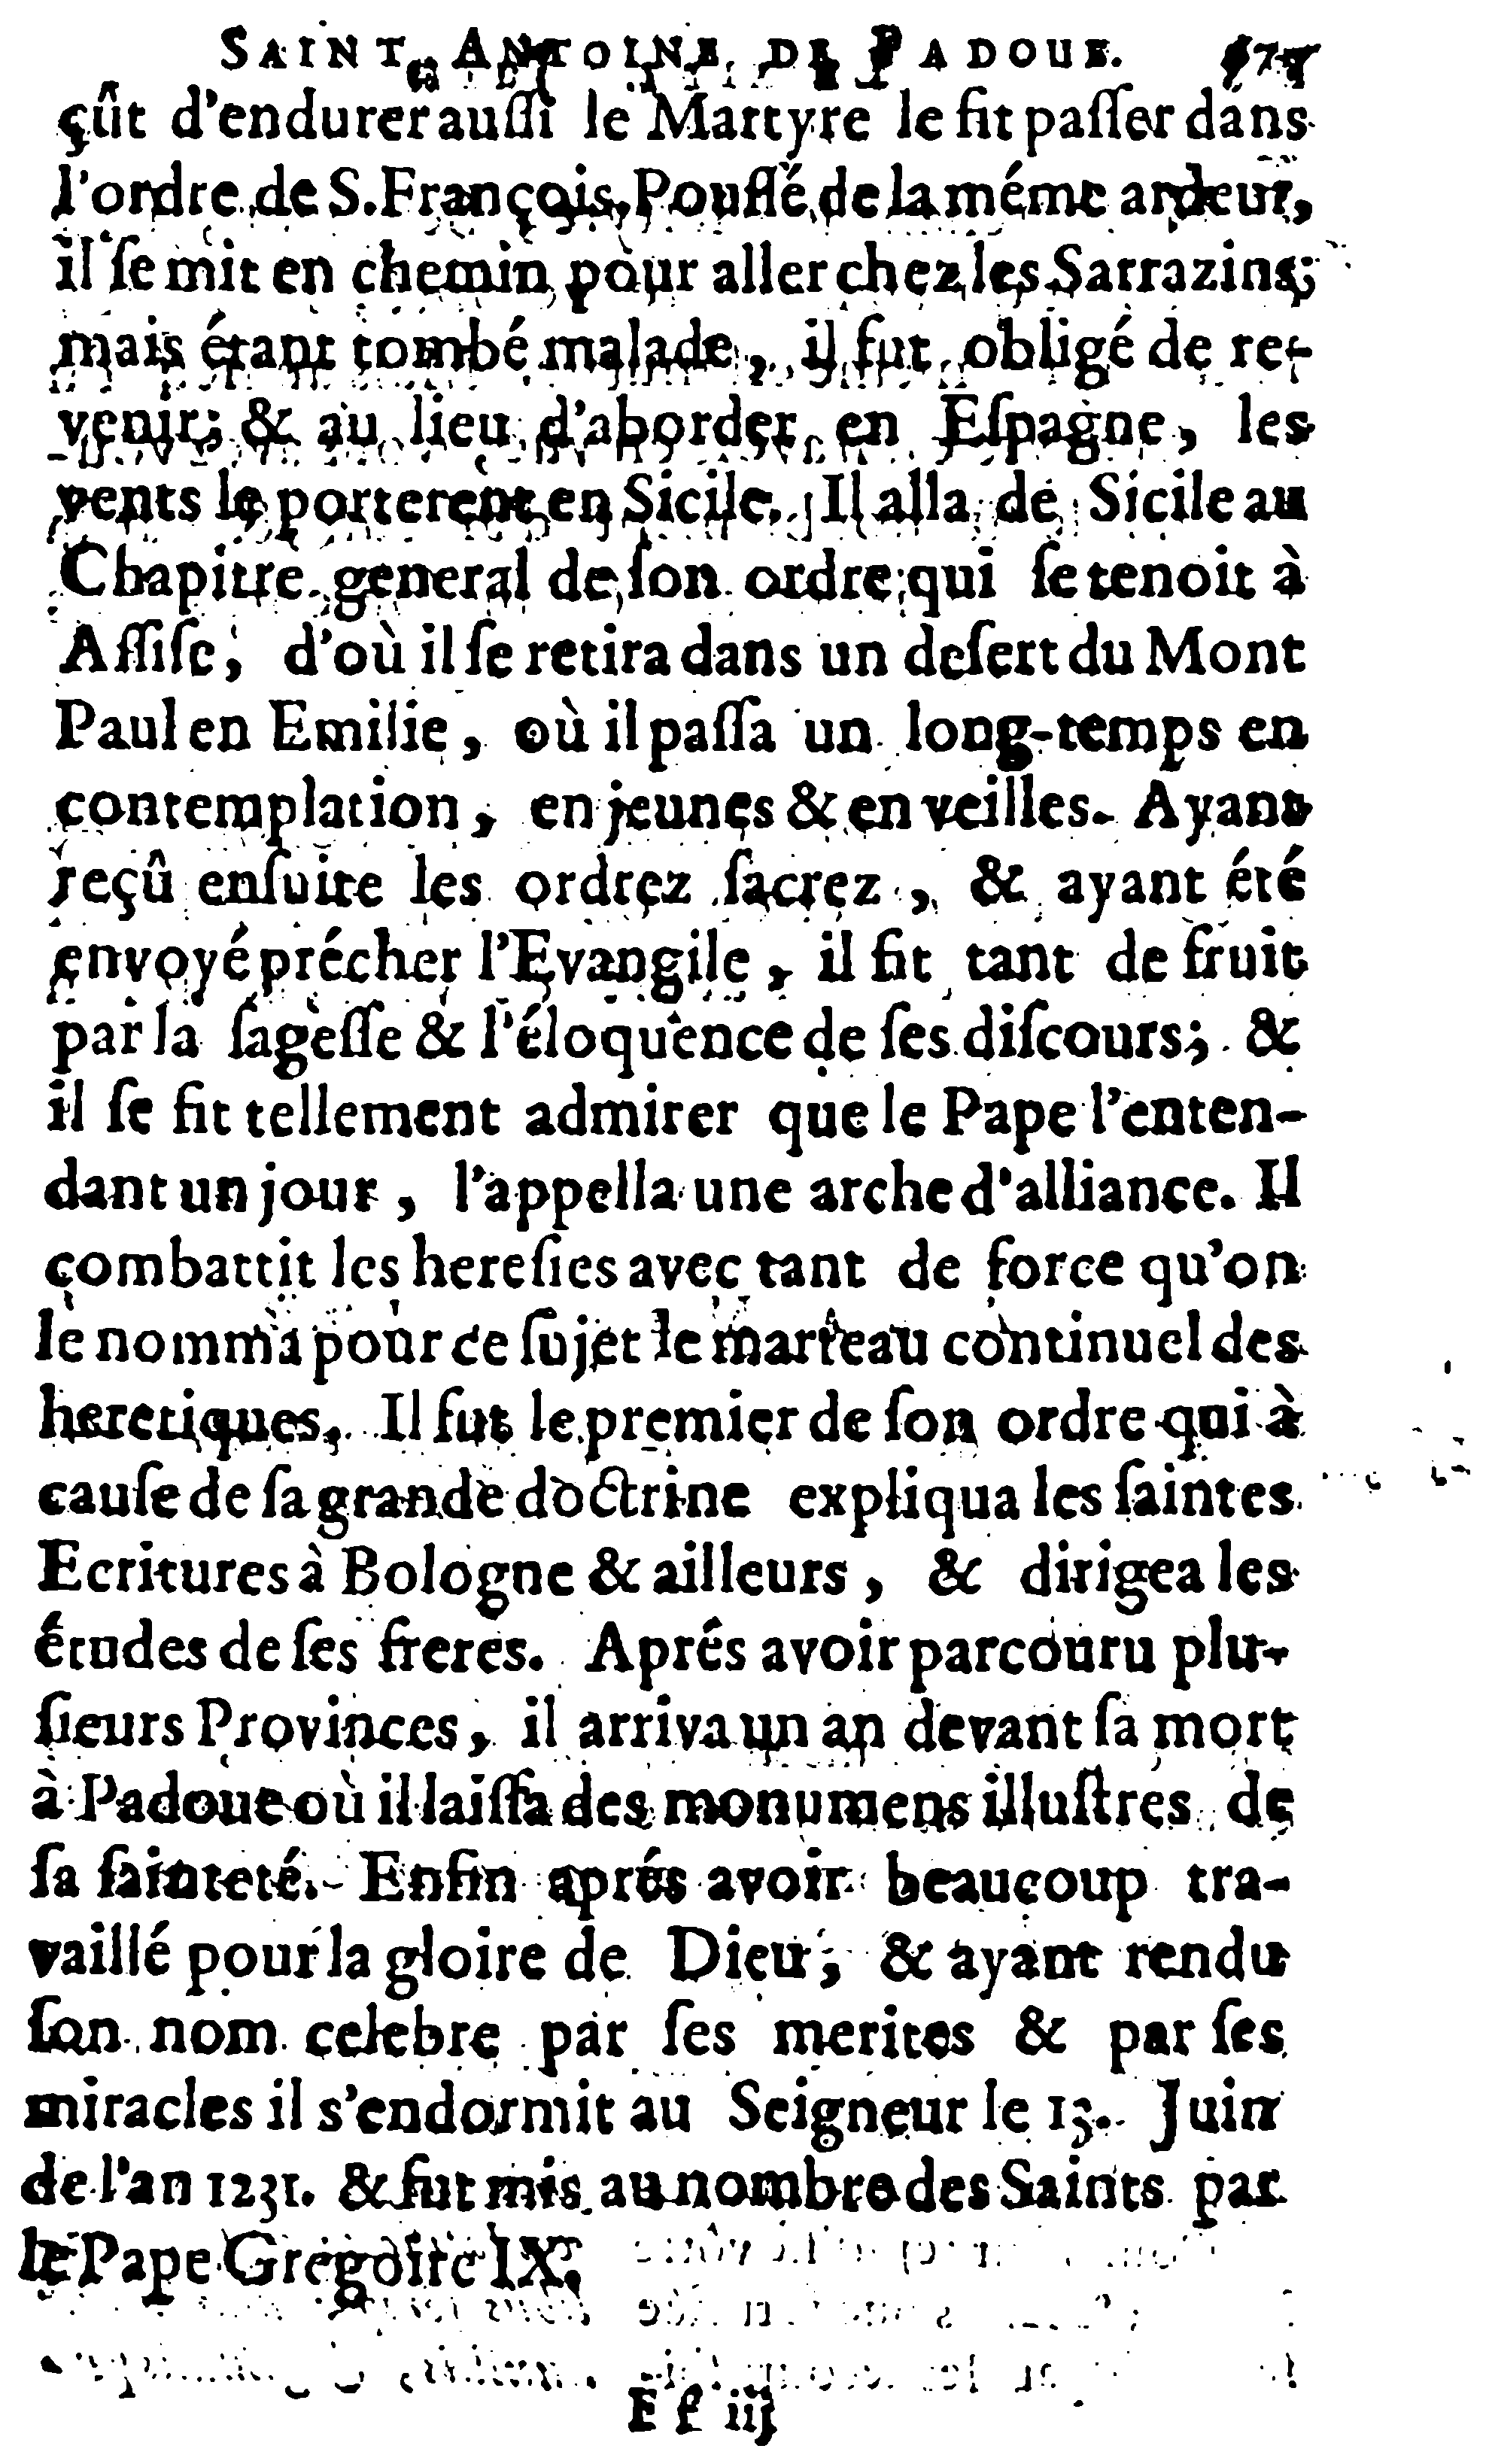 SAINT ANTOINE DE PADOUE.
çût d'endurer auſſi le Martyre le fit paſſer dans
l'ordre de S. François. Pouſſé de la méme ardeur,
il ſe mit en chemin pour aller chez les Sarrazins;
mais étant tombé malade, il fut obligé de re-
venir; & au lieu d'aborder en Eſpagne, les
vents le porterent en Sicile. Il alla de Sicile au
Chapitre general de ſon ordre qui ſe tenoit à
Aſſiſe, d'où il ſe retira dans un deſert du Mont
Paul en Emilie, où il paſſa un long-temps en
contemplation, en jeunes & en veilles. Ayant
reçû enſuite les ordrez ſacrez, & ayant été
envoyé précher l'Evangile, il fit tant de fruit
par la ſageſſe & l'éloquence de ſes diſcours; &
il ſe fit tellement admirer que le Pape l'enten-
dant un jour, l'appella une arche d'alliance. Il
combattit les hereſies avec tant de force qu'on
le nomma pour ce ſujet le marteau continuel des
heretiques. Il fut le premier de ſon ordre qui à
cauſe de ſa grande doctrine expliqua les ſaintes
Ecritures à Bologne & ailleurs, & dirigea les
études de ſes freres. Aprés avoir parcouru plu-
ſieurs Provinces, il arriva un an devant ſa mort
à Padoue où il laiſſa des monumens illuſtres de
ſa ſainteté. Enfin aprés avoir beaucoup tra-
vaillé pour la gloire de Dieu, & ayant rendu
ſon nom celebre par ſes merites & par ſes
miracles il s'endormit au Seigneur le 13. Juin
de l'an 1231. & fut mis au nombre des Saints par
le Pape Gregoire IX.
F f iij